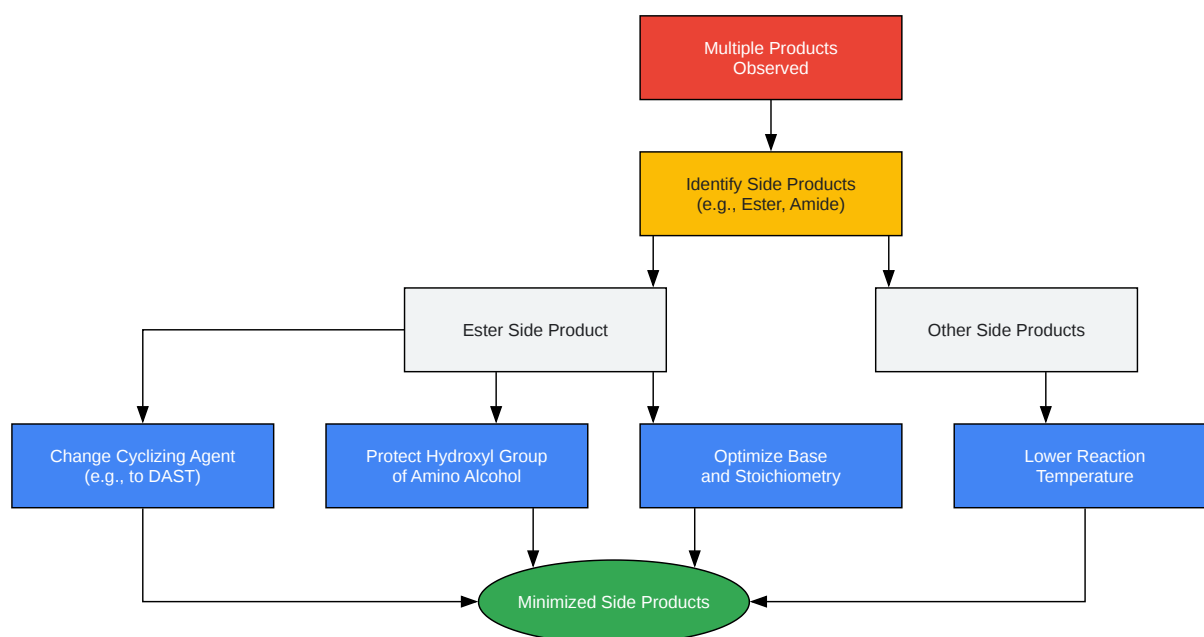 Multiple Products
Observed
Identify Side Products
(e.g., Ester, Amide)
Ester Side Product
Other Side Products
Change Cyclizing Agent
(e.g., to DAST)
Protect Hydroxyl Group
of Amino Alcohol
Optimize Base
and Stoichiometry
Lower Reaction
Temperature
Minimized Side Products